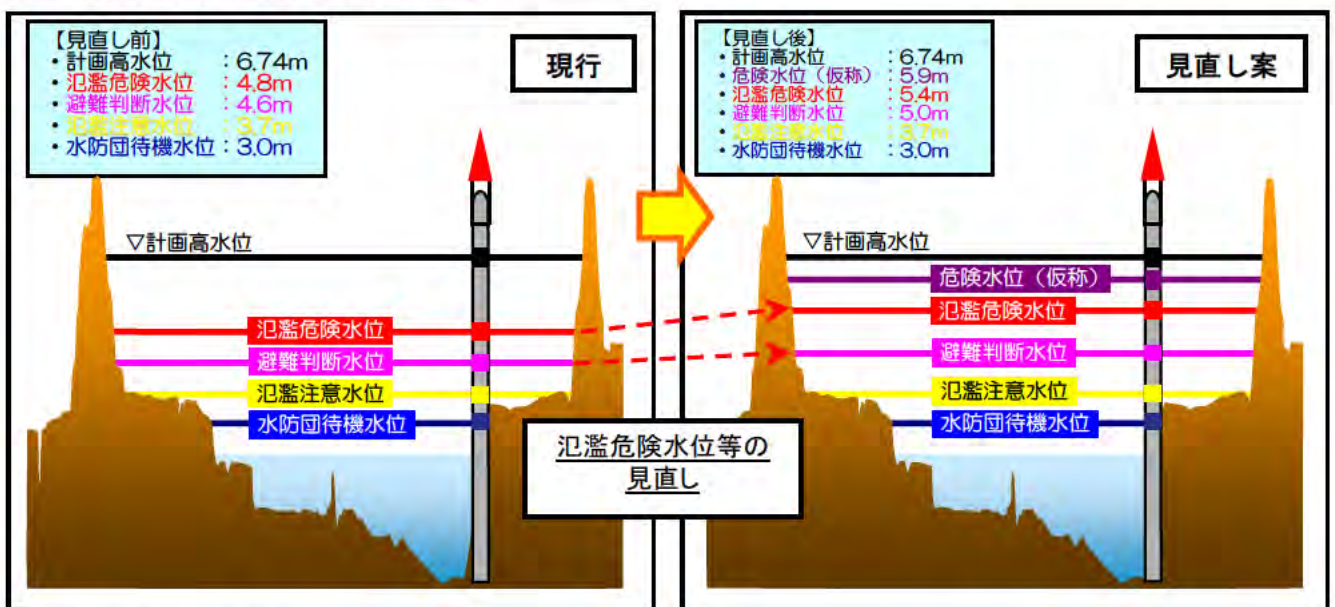 【見直し前】
・計画高水位 :6.74m
・氾濫危険水位 :4.8m
・避難判断水位 :4.6m
・氾濫注意水位 :3.7m
・水防団待機水位:3.0m
現行
▽計画高水位
氾濫危険水位
避難判断水位
氾濫注意水位
水防団待機水位
氾濫危険水位等の
見直し
【見直し後】
・計画高水位 :6.74m
・危険水位(仮称):5.9m
・氾濫危険水位 :5.4m
・避難判断水位 :5.0m
・氾濫注意水位 :3.7m
・水防団待機水位 :3.0m
見直し案
▽計画高水位
危険水位(仮称)
氾濫危険水位
避難判断水位
氾濫注意水位
水防団待機水位